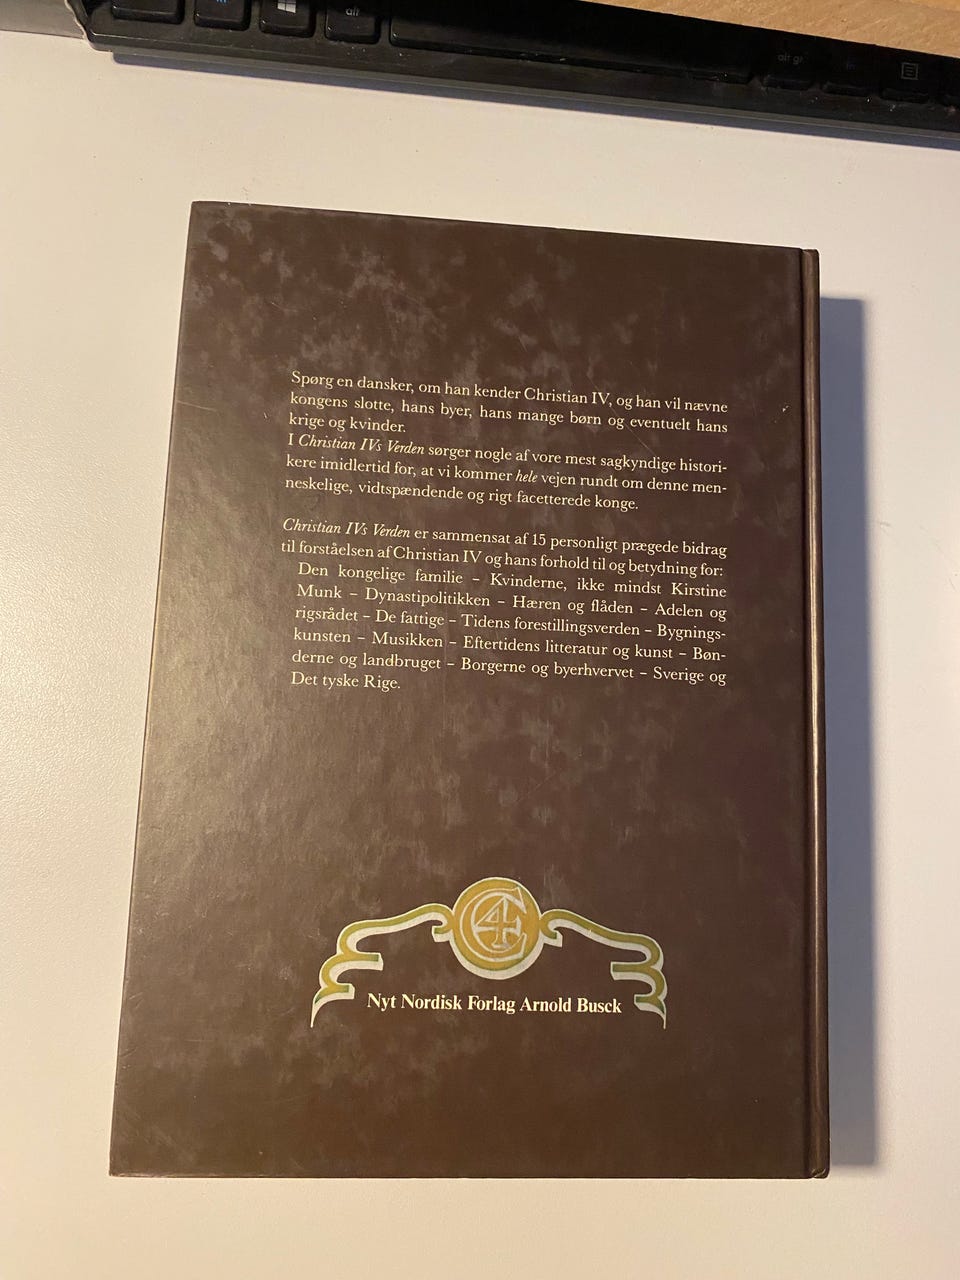 alt
alt gr
Spørg en dansker, om han kender Christian IV, og han vil nævne
kongens slotte, hans byer, hans mange børn og eventuelt hans
krige og kvinder.
I Christian IVs Verden sørger nogle af vore mest sagkyndige histori-
kere imidlertid for, at vi kommer hele vejen rundt om denne men-
neskelige, vidtspændende og rigt facetterede konge.
Christian IVs Verden er sammensat af 15 personligt prægede bidrag
til forståelsen af Christian IV og hans forhold til og betydning for:
Den kongelige familie – Kvinderne, ikke mindst Kirstine
Munk – Dynastipolitikken – Hæren og flåden – Adelen og
rigsrådet – De fattige – Tidens forestillingsverden – Bygnings-
kunsten – Musikken – Eftertidens litteratur og kunst – Bøn-
derne og landbruget – Borgerne og byerhvervet – Sverige og
Det tyske Rige.
C4
Nyt Nordisk Forlag Arnold Busck